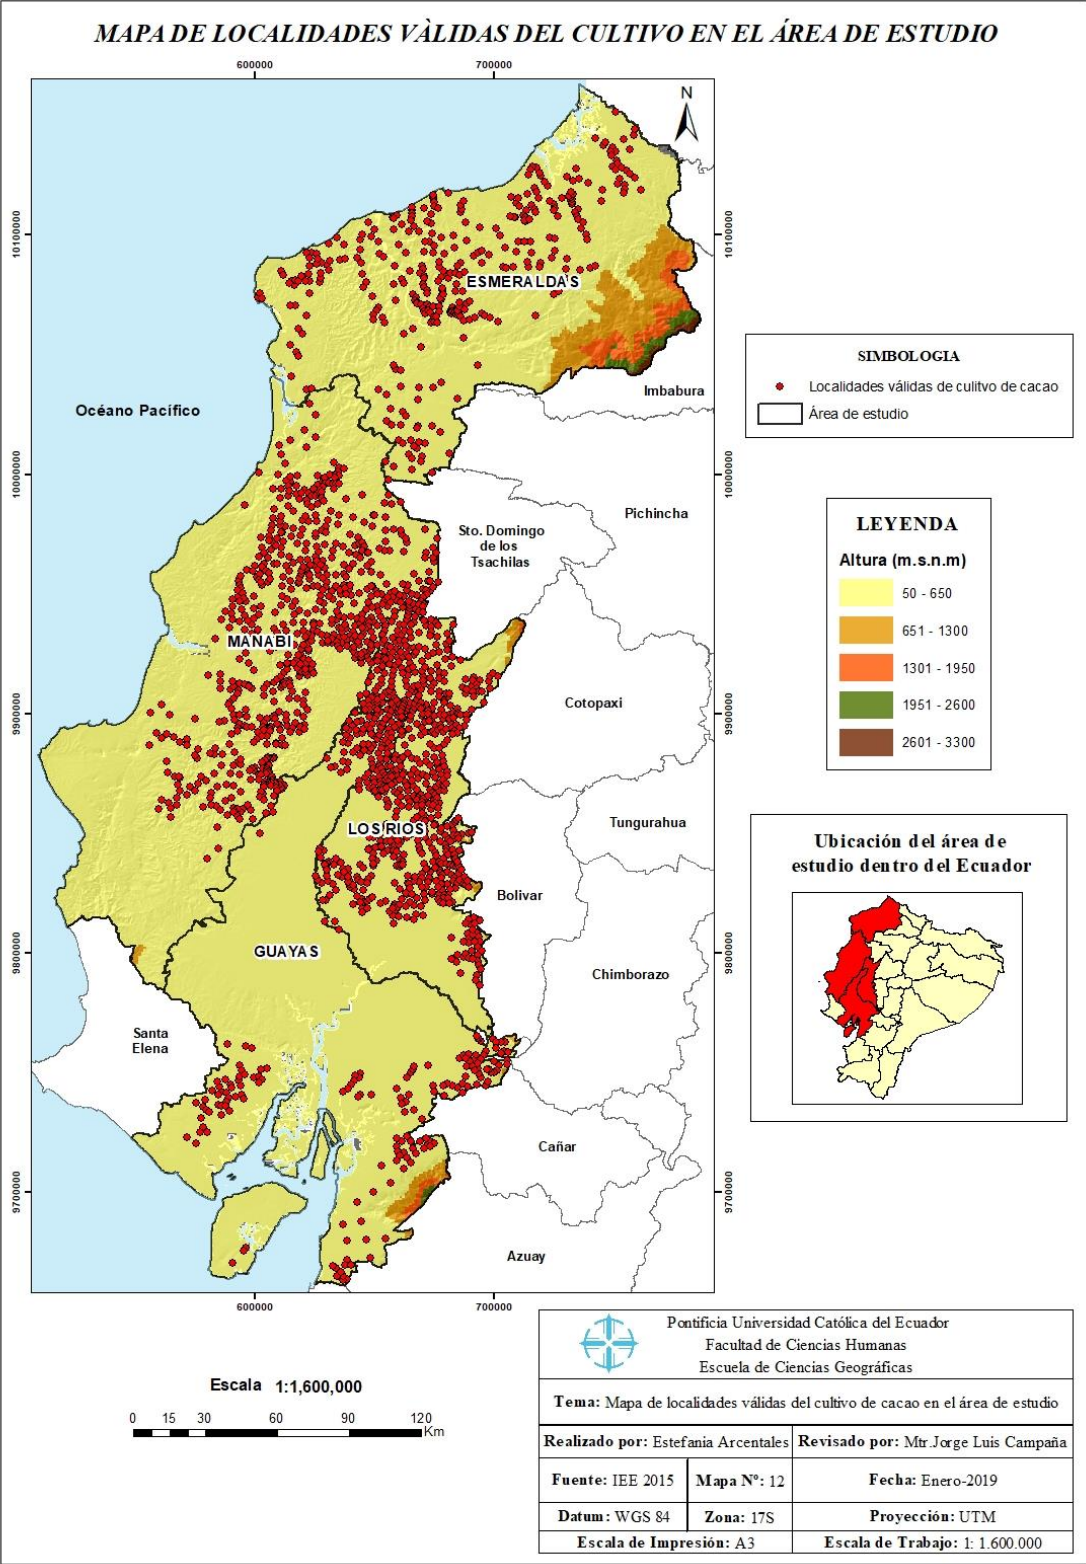 MAPA DE LOCALIDADES VÀLIDAS DEL CULTIVO EN EL ÁREA DE ESTUDIO
600000 700000
N
10100000 10100000
ESMERALDAS
Imbabura
Océano Pacífico
10000000 10000000
Pichincha
Sto. Domingo
de los
Tsachilas
MANABI
Cotopaxi
9900000 9900000
LOS RIOS
Tungurahua
Bolivar
GUAYAS
9800000 9800000
Chimborazo
Santa
Elena
Cañar
9700000 9700000
Azuay
600000 700000
SIMBOLOGIA
Localidades válidas de culitvo de cacao
Área de estudio
LEYENDA
Altura (m.s.n.m)
50 - 650
651 - 1300
1301 - 1950
1951 - 2600
2601 - 3300
Ubicación del área de
estudio dentro del Ecuador
Escala 1:1,600,000
0 15 30 60 90 120
Km
Pontificia Universidad Católica del Ecuador
Facultad de Ciencias Humanas
Escuela de Ciencias Geográficas
Tema: Mapa de localidades válidas del cultivo de cacao en el área de estudio
Realizado por: Estefania Arcentales Revisado por: Mtr.Jorge Luis Campaña
Fuente: IEE 2015 Mapa Nº: 12 Fecha: Enero-2019
Datum: WGS 84 Zona: 17S Proyección: UTM
Escala de Impresión: A3 Escala de Trabajo: 1: 1.600.000